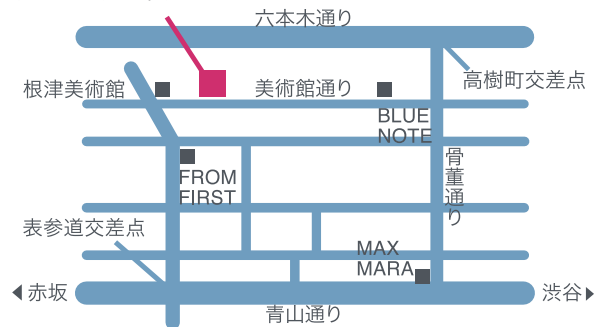 六本木通り
高樹町交差点
根津美術館
美術館通り
BLUE
NOTE
骨董通り
FROM
FIRST
表参道交差点
MAX
MARA
赤坂
渋谷
青山通り